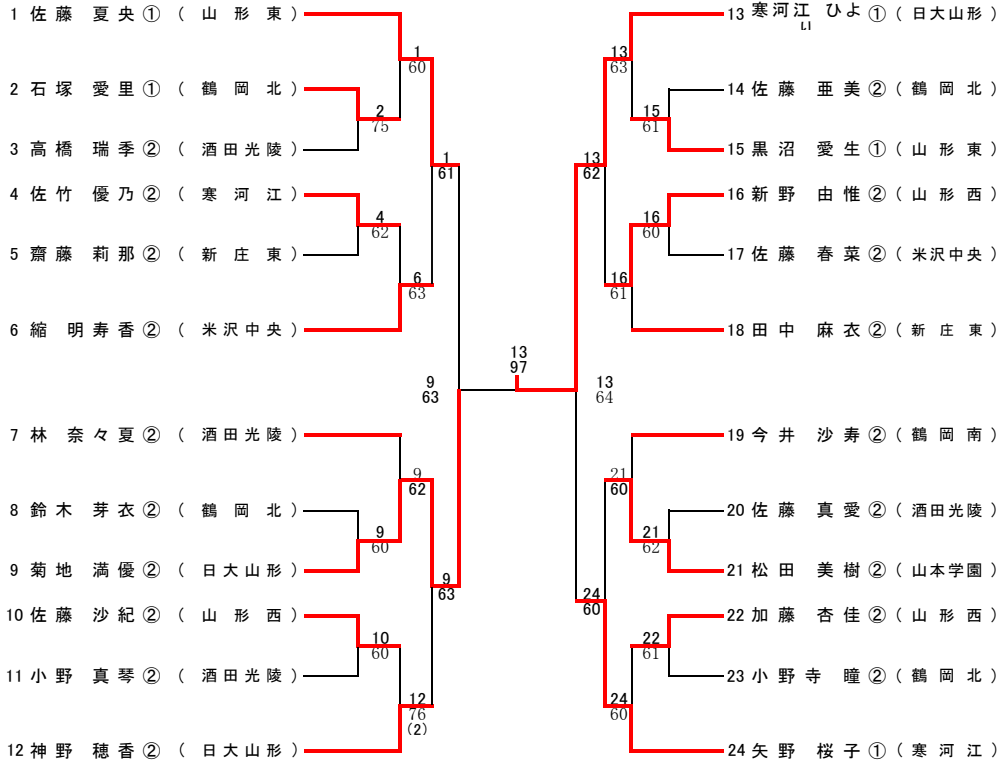 1 佐藤 夏央 ① ( 山形東 )
2 石塚 愛里 ① ( 鶴岡北 )
3 高橋 瑞季 ② ( 酒田光陵 )
4 佐竹 優乃 ② ( 寒河江 )
5 齋藤 莉那 ② ( 新庄東 )
6 縮 明寿香 ② ( 米沢中央 )
7 林 奈々夏 ② ( 酒田光陵 )
8 鈴木 芽衣 ② ( 鶴岡北 )
9 菊地 満優 ② ( 日大山形 )
10 佐藤 沙紀 ② ( 山形西 )
11 小野 真琴 ② ( 酒田光陵 )
12 神野 穂香 ② ( 日大山形 )
1
60
2
75
1
61
4
62
6
63
9
63
9
62
9
60
9
63
10
60
12
76
(2)
13
97
13
63
15
61
13
62
16
60
16
61
13
64
21
60
21
62
24
60
22
61
24
60
13 寒河江 ひより ① ( 日大山形 )
14 佐藤 亜美 ② ( 鶴岡北 )
15 黒沼 愛生 ① ( 山形東 )
16 新野 由惟 ② ( 山形西 )
17 佐藤 春菜 ② ( 米沢中央 )
18 田中 麻衣 ② ( 新庄東 )
19 今井 沙寿 ② ( 鶴岡南 )
20 佐藤 真愛 ② ( 酒田光陵 )
21 松田 美樹 ② ( 山本学園 )
22 加藤 杏佳 ② ( 山形西 )
23 小野寺 瞳 ② ( 鶴岡北 )
24 矢野 桜子 ① ( 寒河江 )